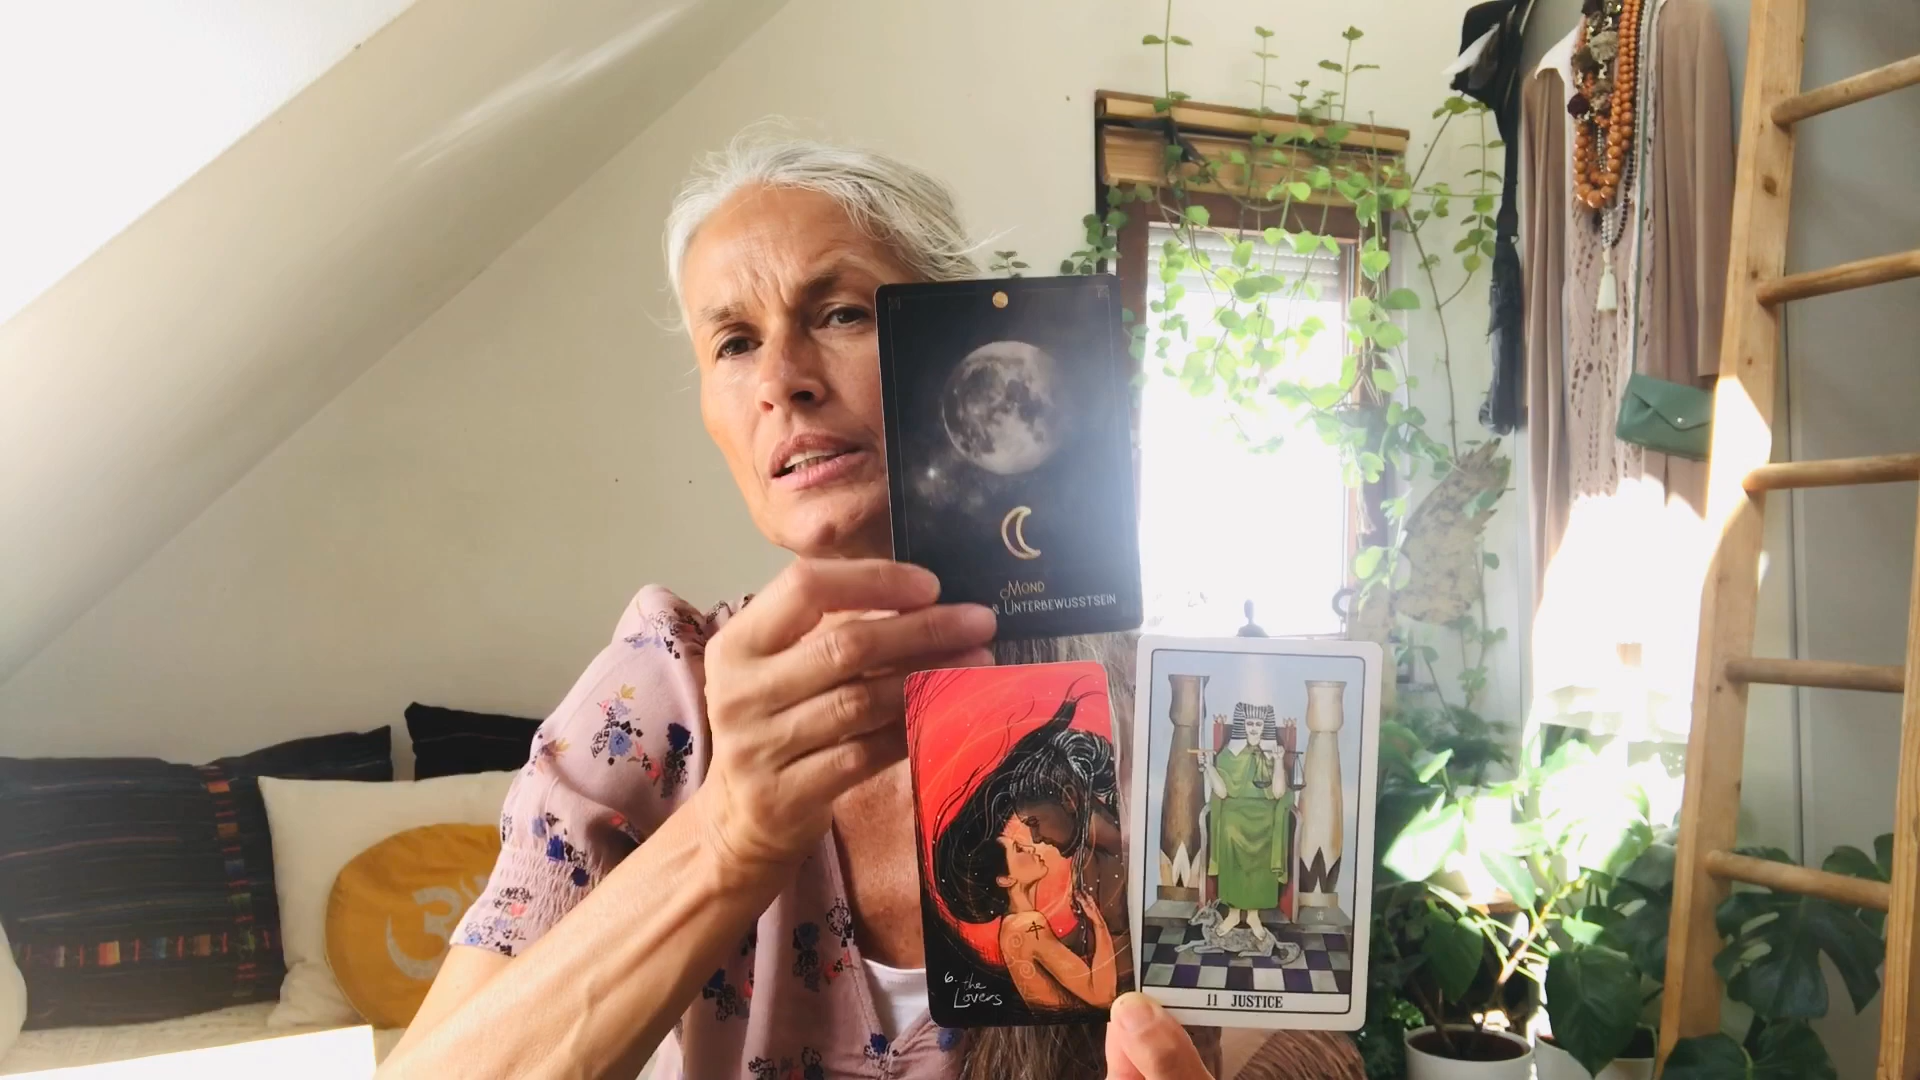 Mond
& Unterbewusstsein
6. the
Lovers
11 JUSTICE